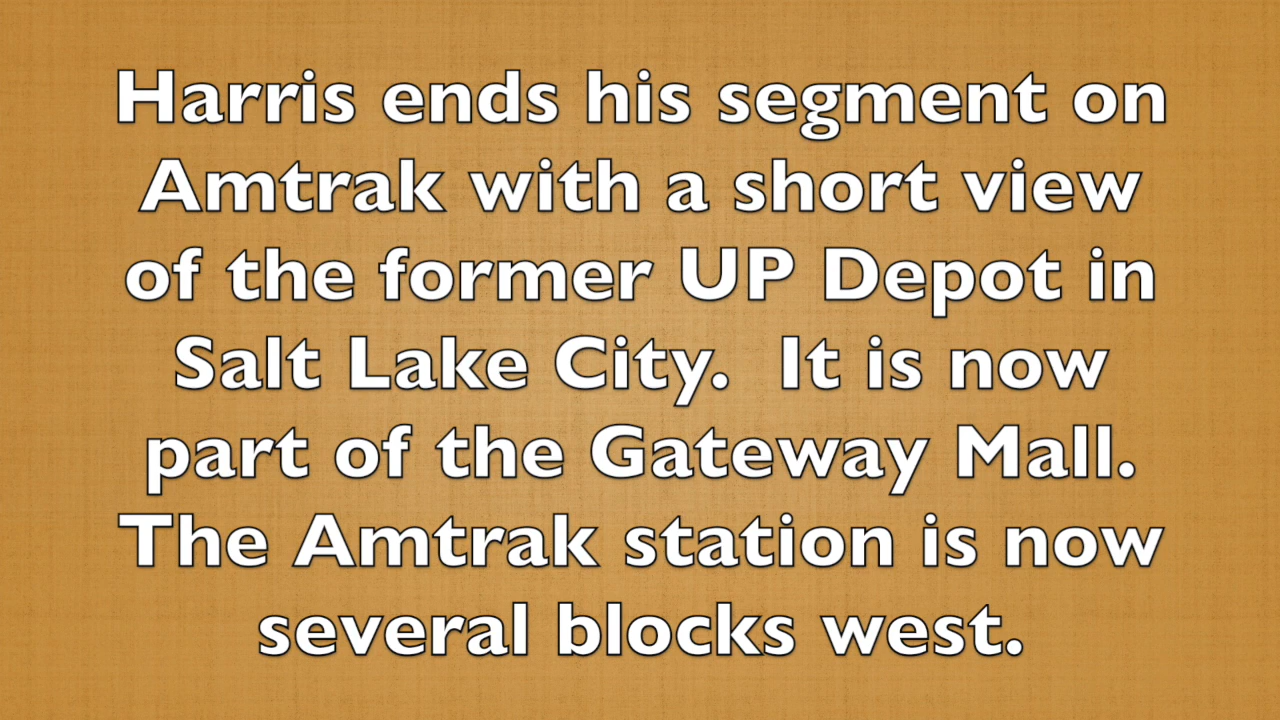 Harris ends his segment on
Amtrak with a short view
of the former UP Depot in
Salt Lake City.  It is now
part of the Gateway Mall.
The Amtrak station is now
several blocks west.